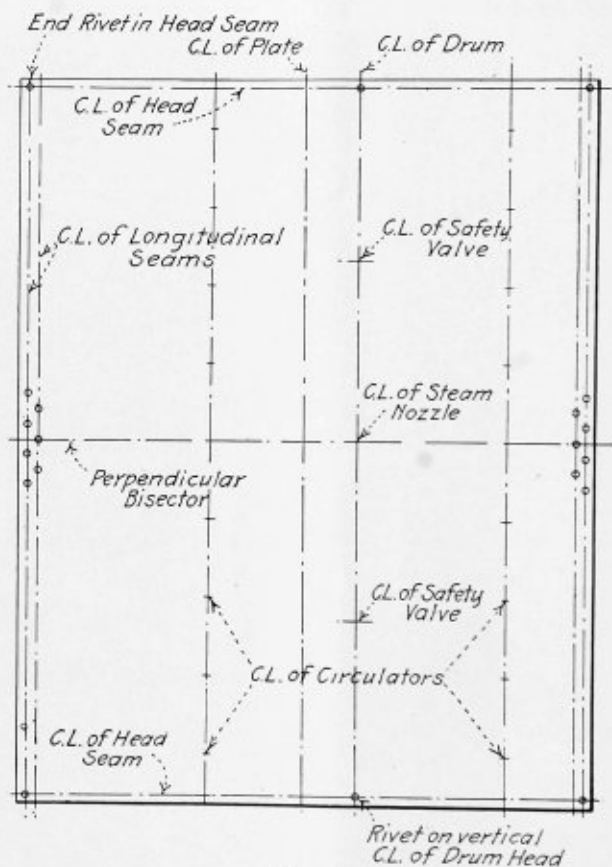 End Rivet in Head Seam
C.L. of Plate
C.L. of Drum
C.L. of Head
Seam
C.L. of Longitudinal
Seams
C.L. of Safety
Valve
C.L. of Steam
Nozzle
Perpendicular
Bisector
C.L. of Safety
Valve
C.L. of Circulators
C.L. of Head
Seam
Rivet on vertical
C.L. of Drum Head